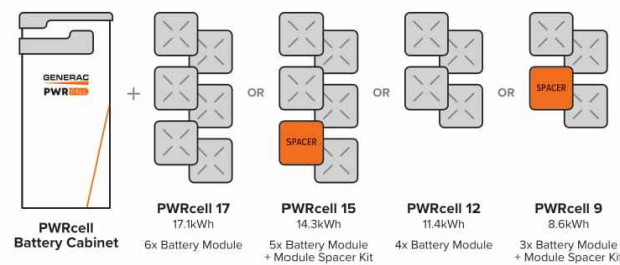 GENERAC
PWRCELL
+
OR
OR
OR
SPACER
SPACER
PWRcell
Battery Cabinet
PWRcell 17
17.1kWh
6x Battery Module
PWRcell 15
14.3kWh
5x Battery Module
+ Module Spacer Kit
PWRcell 12
11.4kWh
4x Battery Module
PWRcell 9
8.6kWh
3x Battery Module
+ Module Spacer Kit